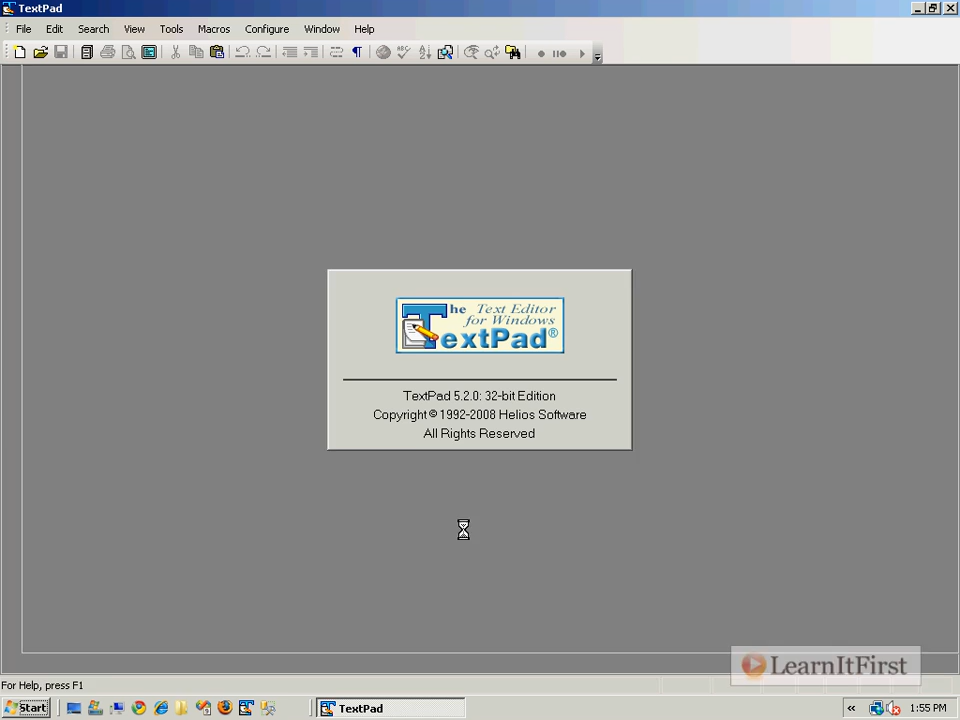 TextPad
File Edit Search View Tools Macros Configure Window Help
The Text Editor
for Windows
TextPad®
TextPad 5.2.0: 32-bit Edition
Copyright © 1992-2008 Helios Software
All Rights Reserved
LearnItFirst
For Help, press F1
Start TextPad « 1:55 PM